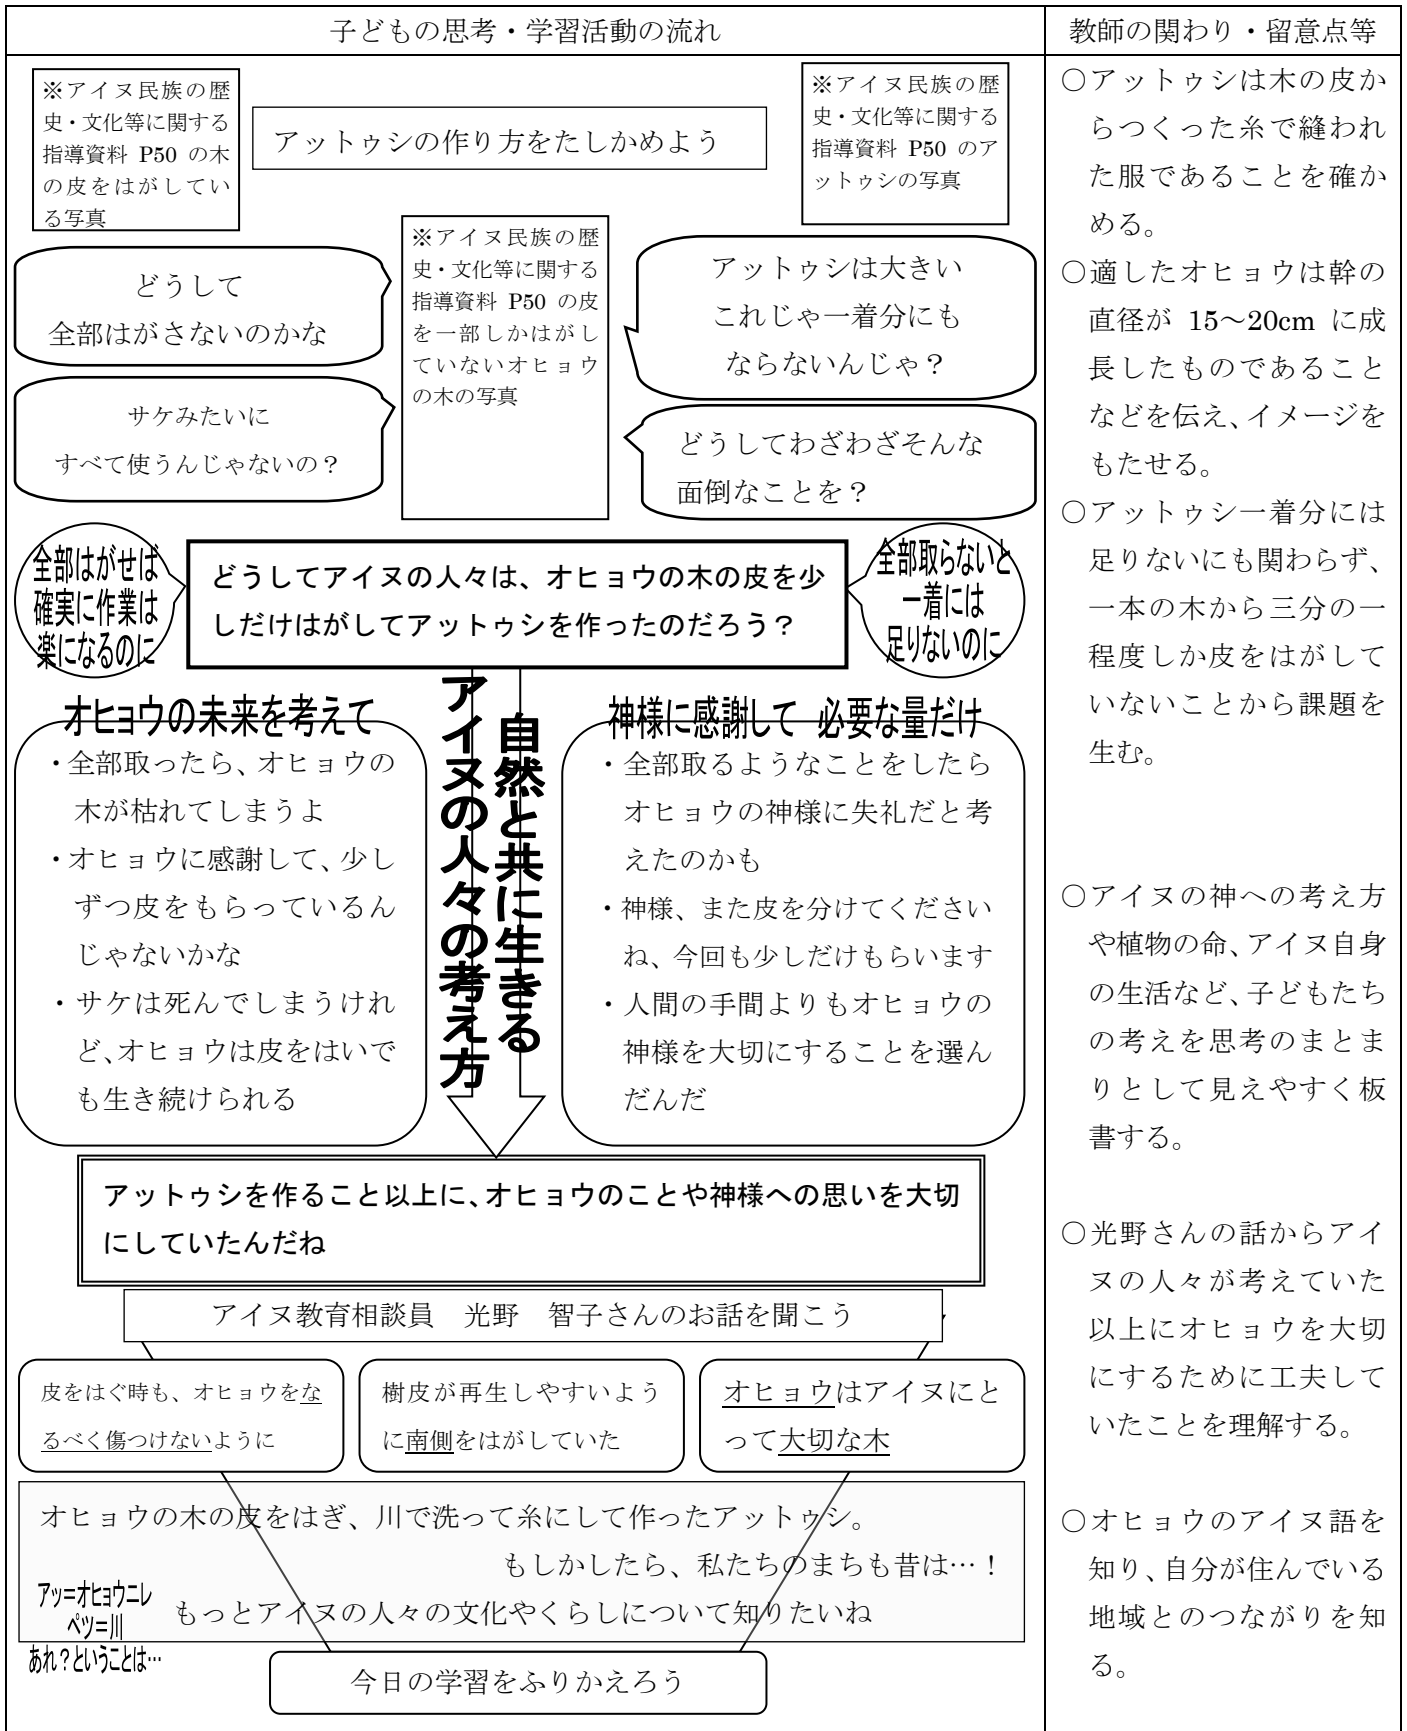 子どもの思考・学習活動の流れ
教師の関わり・留意点等
※アイヌ民族の歴
史・文化等に関する
指導資料 P50 の木
の皮をはがしてい
る写真
アットゥシの作り方をたしかめよう
※アイヌ民族の歴
史・文化等に関する
指導資料 P50 のア
ットゥシの写真
※アイヌ民族の歴
史・文化等に関する
指導資料 P50 の皮
を一部しかはがし
ていないオヒョウ
の木の写真
どうして
全部はがさないのかな
アットゥシは大きい
これじゃ一着分にも
ならないんじゃ？
サケみたいに
すべて使うんじゃないの？
どうしてわざわざそんな
面倒なことを？
全部はがせば
確実に作業は
楽になるのに
どうしてアイヌの人々は、オヒョウの木の皮を少
しだけはがしてアットゥシを作ったのだろう？
全部取らないと
一着には
足りないのに
オヒョウの未来を考えて
・全部取ったら、オヒョウの
木が枯れてしまうよ
・オヒョウに感謝して、少し
ずつ皮をもらっているん
じゃないかな
・サケは死んでしまうけれ
ど、オヒョウは皮をはいで
も生き続けられる
自然と共に生きる
アイヌの人々の考え方
神様に感謝して 必要な量だけ
・全部取るようなことをしたら
オヒョウの神様に失礼だと考
えたのかも
・神様、また皮を分けてください
ね、今回も少しだけもらいます
・人間の手間よりもオヒョウの
神様を大切にすることを選ん
だんだ
アットゥシを作ること以上に、オヒョウのことや神様への思いを大切
にしていたんだね
アイヌ教育相談員　光野　智子さんのお話を聞こう
皮をはぐ時も、オヒョウをな
るべく傷つけないように
樹皮が再生しやすいよう
に南側をはがしていた
オヒョウはアイヌにと
って大切な木
オヒョウの木の皮をはぎ、川で洗って糸にして作ったアットゥシ。
もしかしたら、私たちのまちも昔は…！
もっとアイヌの人々の文化やくらしについて知りたいね
アッ=オヒョウニレ
ペツ=川
あれ？ということは…
今日の学習をふりかえろう
○アットゥシは木の皮か
らつくった糸で縫われ
た服であることを確か
める。
○適したオヒョウは幹の
直径が 15～20cm に成
長したものであること
などを伝え、イメージを
もたせる。
○アットゥシ一着分には
足りないにも関わらず、
一本の木から三分の一
程度しか皮をはがして
いないことから課題を
生む。
○アイヌの神への考え方
や植物の命、アイヌ自身
の生活など、子どもたち
の考えを思考のまとま
りとして見えやすく板
書する。
○光野さんの話からアイ
ヌの人々が考えていた
以上にオヒョウを大切
にするために工夫して
いたことを理解する。
○オヒョウのアイヌ語を
知り、自分が住んでいる
地域とのつながりを知
る。